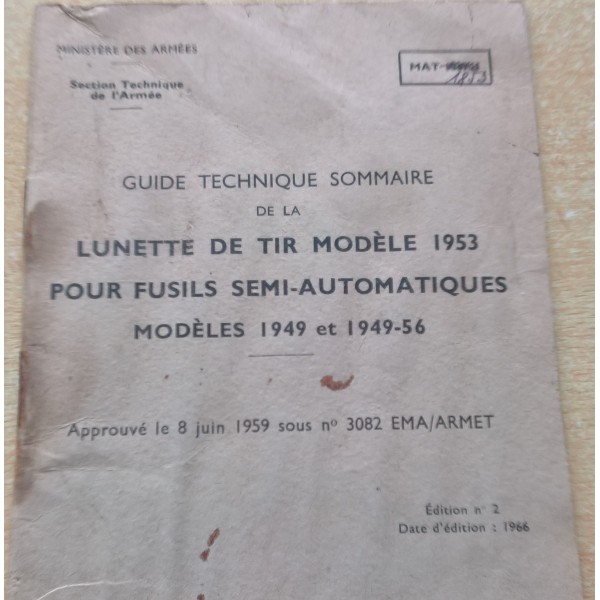 MINISTÈRE DES ARMÉES
Section Technique
de l'Armée
MAT-
1853
GUIDE TECHNIQUE SOMMAIRE
DE LA
LUNETTE DE TIR MODÈLE 1953
POUR FUSILS SEMI-AUTOMATIQUES
MODÈLES 1949 et 1949-56
Approuvé le 8 juin 1959 sous nº 3082 EMA/ARMET
Édition n° 2
Date d'édition : 1966